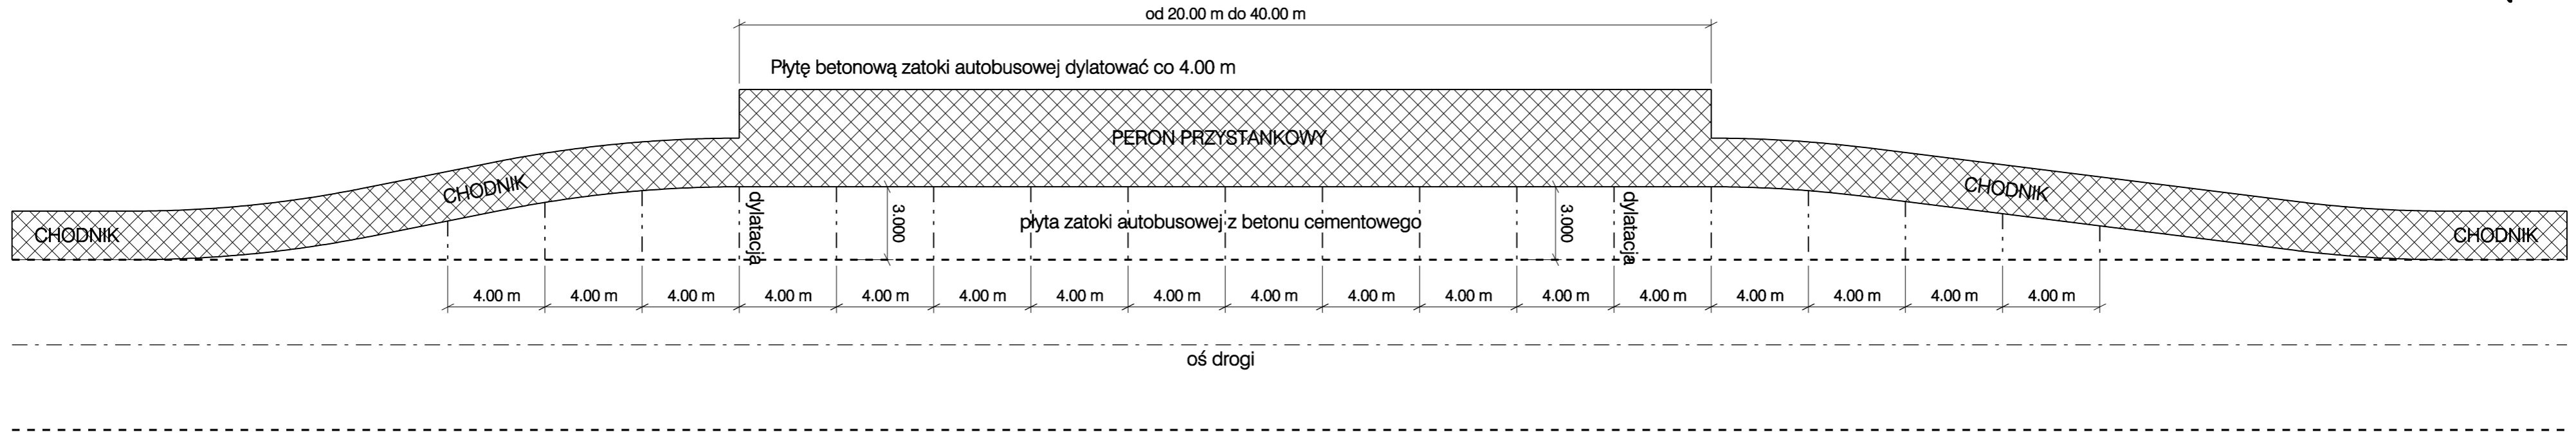 od 20.00 m do 40.00 m
Płytę betonową zatoki autobusowej dylatować co 4.00 m
PERON PRZYSTANKOWY
CHODNIK
CHODNIK
CHODNIK
CHODNIK
dylatacja
3.000
płyta zatoki autobusowej z betonu cementowego
3.000
dylatacja
4.00 m 4.00 m 4.00 m 4.00 m 4.00 m 4.00 m 4.00 m 4.00 m 4.00 m 4.00 m 4.00 m 4.00 m 4.00 m 4.00 m 4.00 m 4.00 m 4.00 m
oś drogi